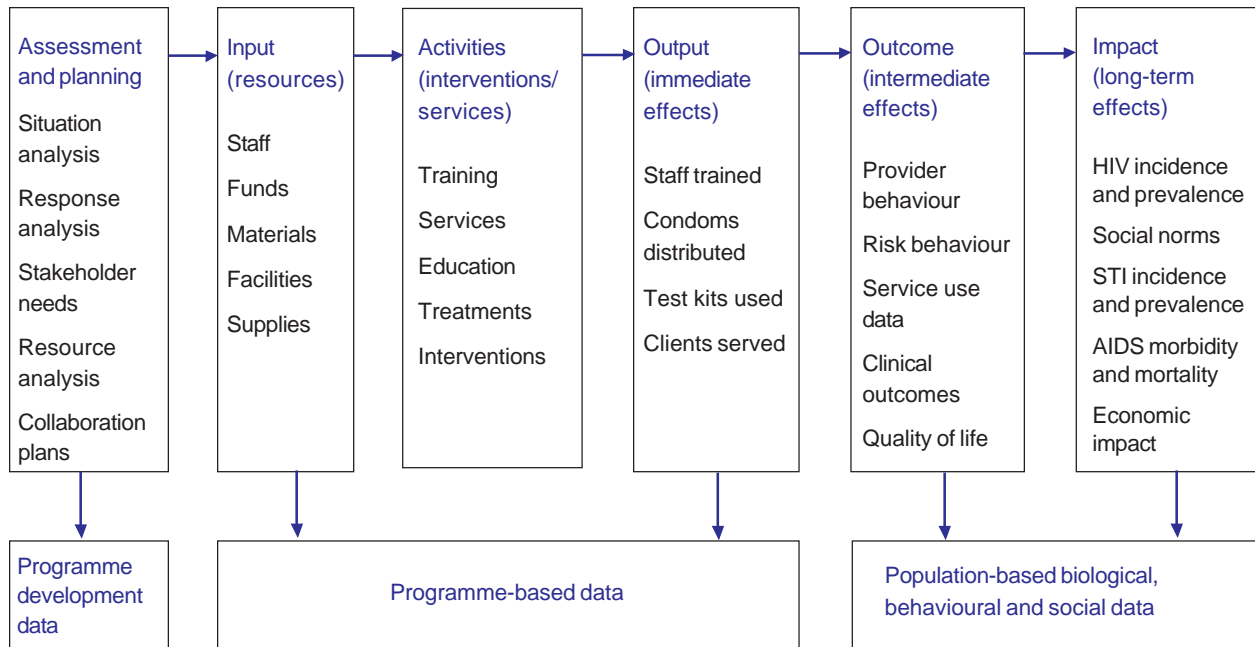 Assessment
and planning
Situation
analysis
Response
analysis
Stakeholder
needs
Resource
analysis
Collaboration
plans
Input
(resources)
Staff
Funds
Materials
Facilities
Supplies
Activities
(interventions/
services)
Training
Services
Education
Treatments
Interventions
Output
(immediate
effects)
Staff trained
Condoms
distributed
Test kits used
Clients served
Outcome
(intermediate
effects)
Provider
behaviour
Risk behaviour
Service use
data
Clinical
outcomes
Quality of life
Impact
(long-term
effects)
HIV incidence
and prevalence
Social norms
STI incidence
and prevalence
AIDS morbidity
and mortality
Economic
impact
Programme
development
data
Programme-based data
Population-based biological,
behavioural and social data